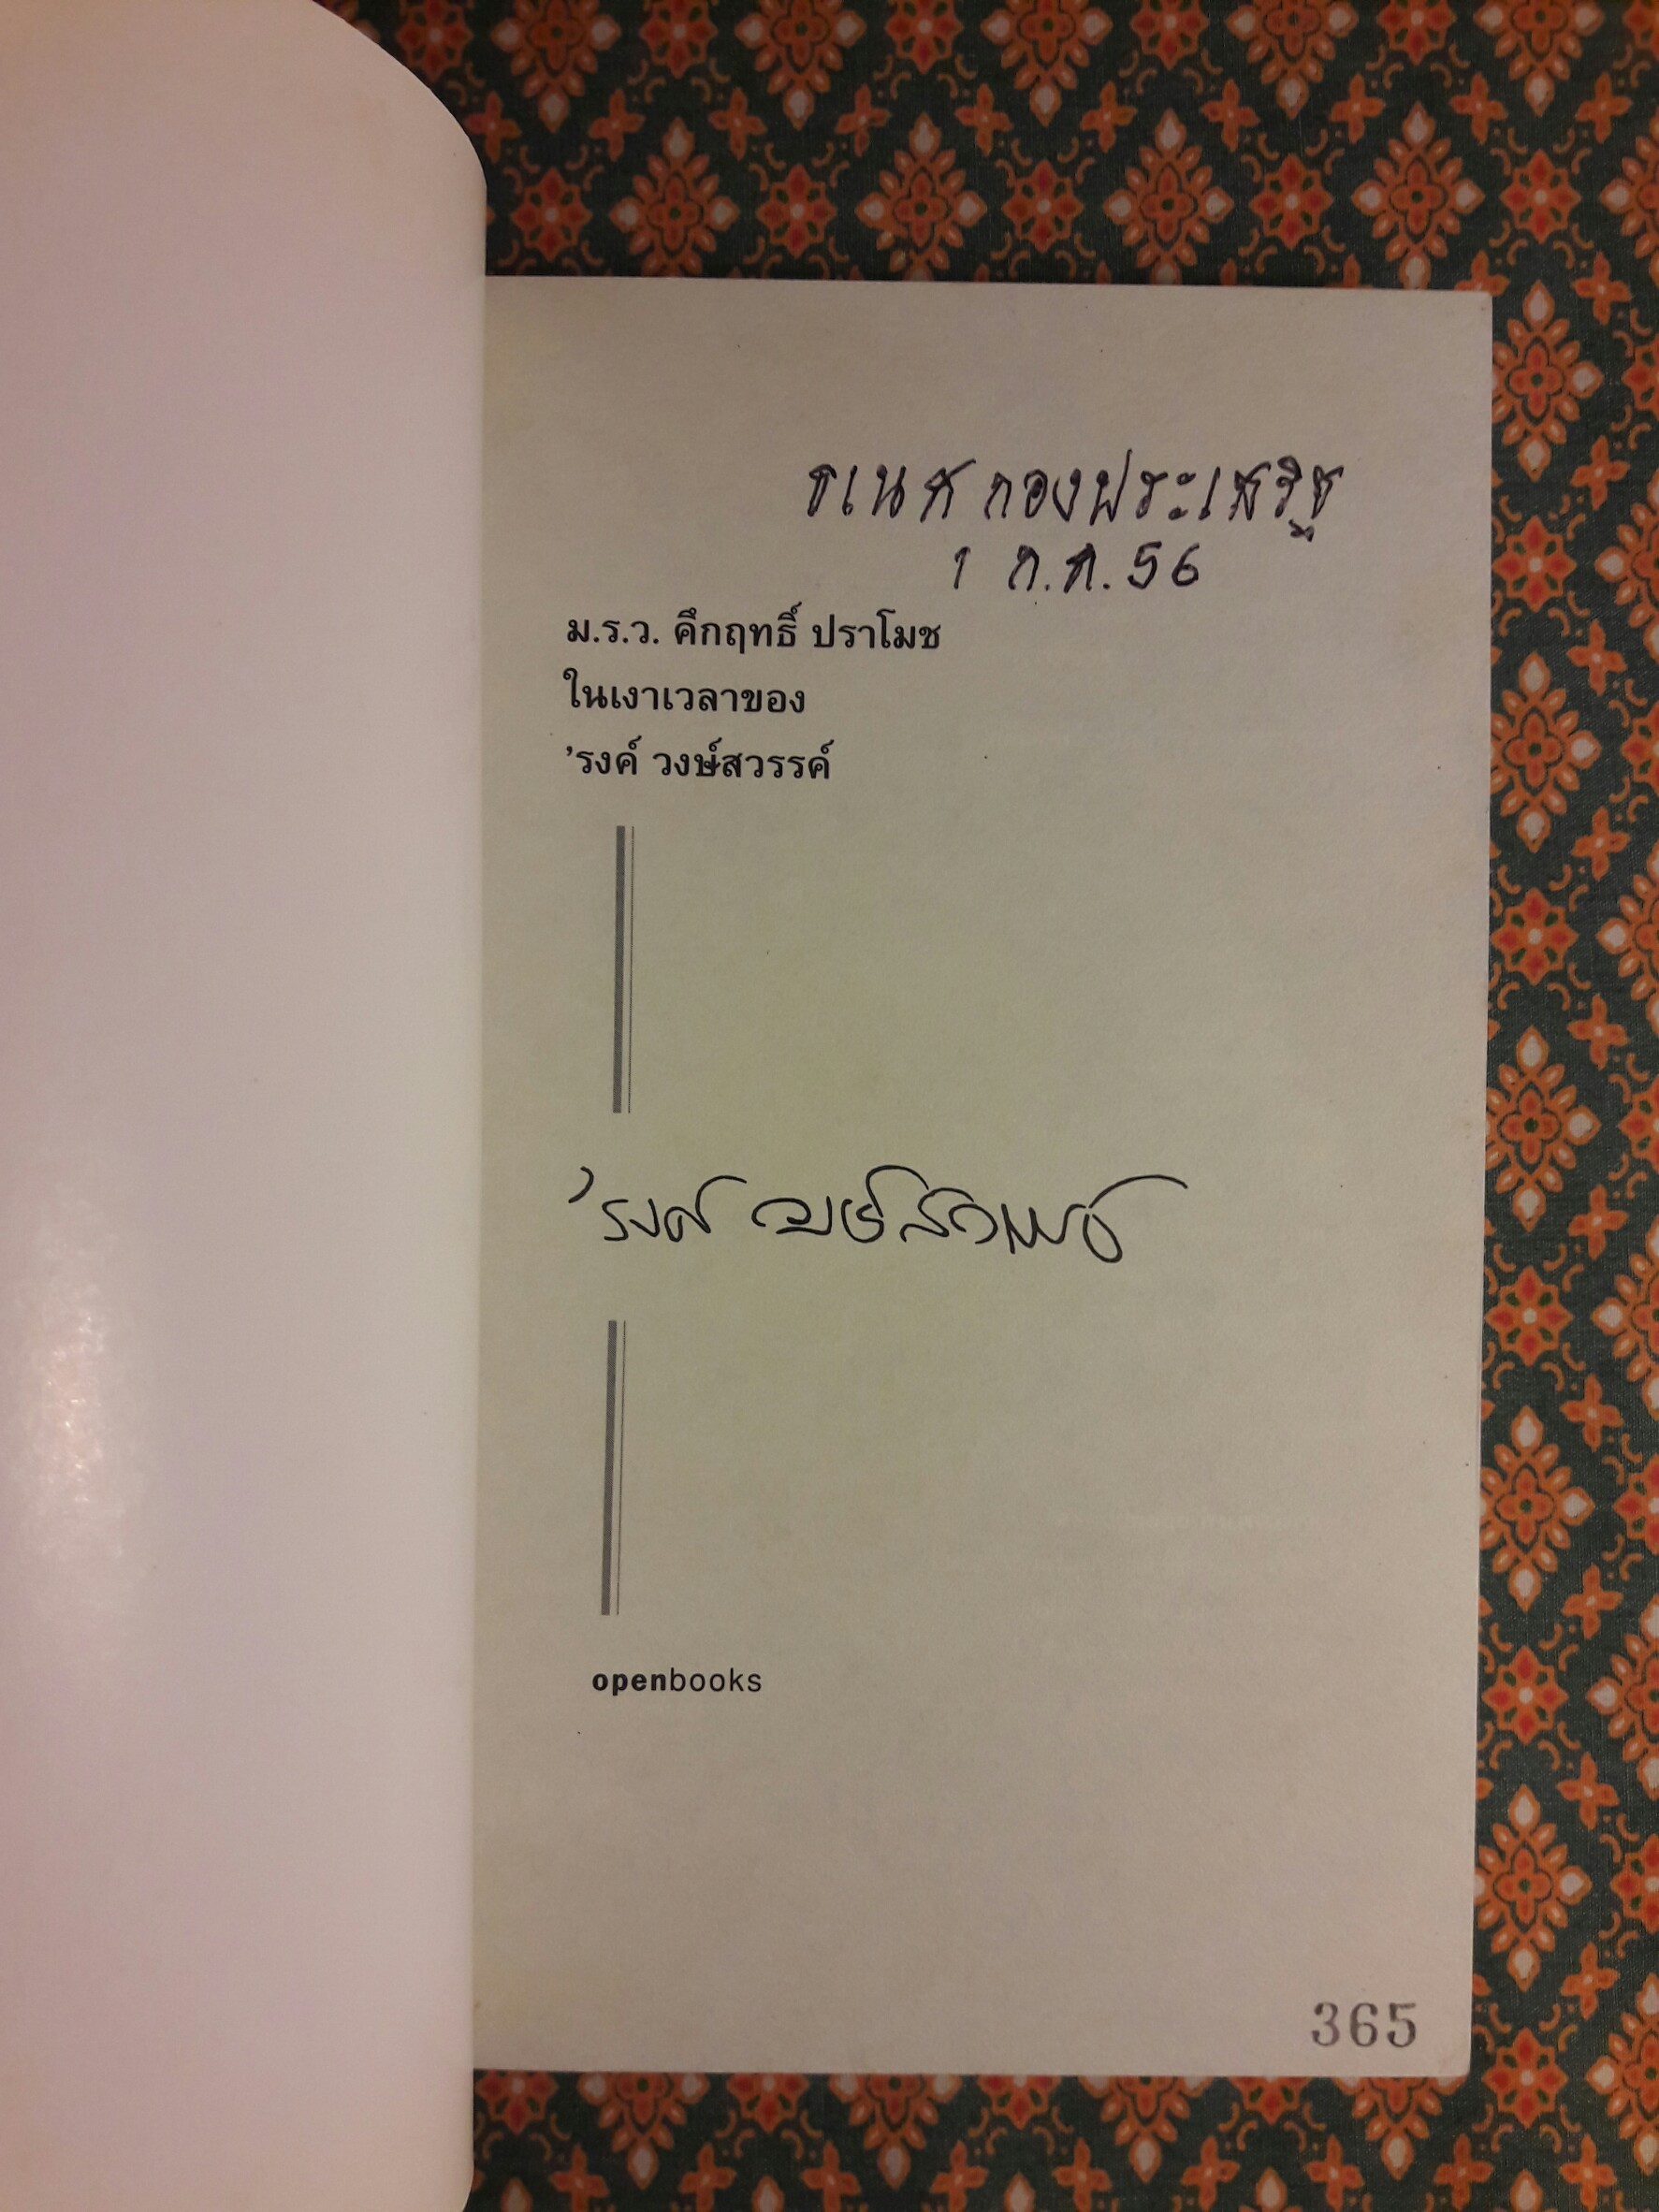 ธเนศ กองประเสริฐ
1 ก.ค. 56
ม.ร.ว. คึกฤทธิ์ ปราโมช
ในเงาเวลาของ
’รงค์ วงษ์สวรรค์
’รงค์ วงษ์สวรรค์
openbooks
365